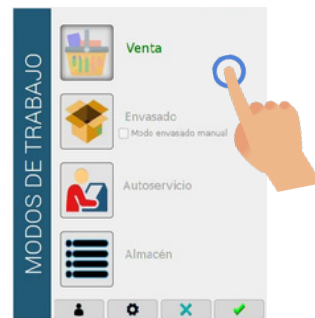 MODOS DE TRABAJO
Venta
Envasado
Modo envasado manual
Autoservicio
Almacén